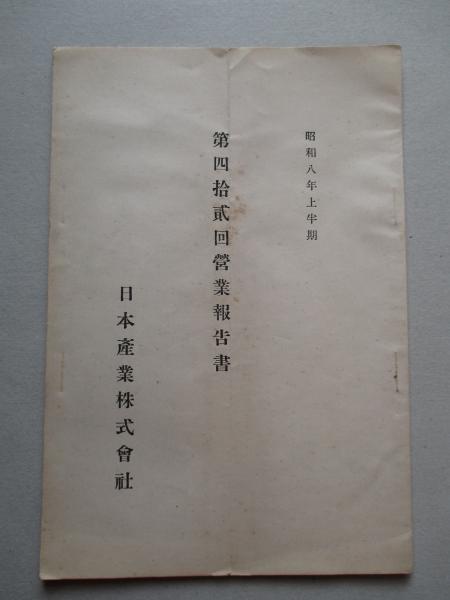 昭和八年上半期
第四拾貳回營業報告書
日本產業株式會社